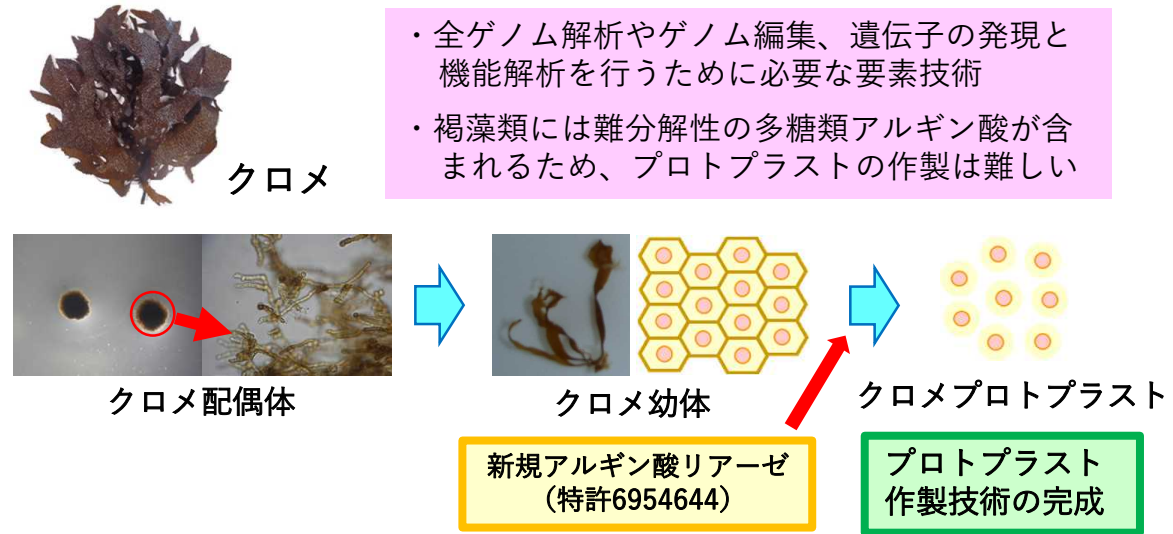 ・全ゲノム解析やゲノム編集、遺伝子の発現と
機能解析を行うために必要な要素技術
・褐藻類には難分解性の多糖類アルギン酸が含
まれるため、プロトプラストの作製は難しい
クロメ
クロメ配偶体
クロメ幼体
クロメプロトプラスト
新規アルギン酸リアーゼ
（特許6954644）
プロトプラスト
作製技術の完成